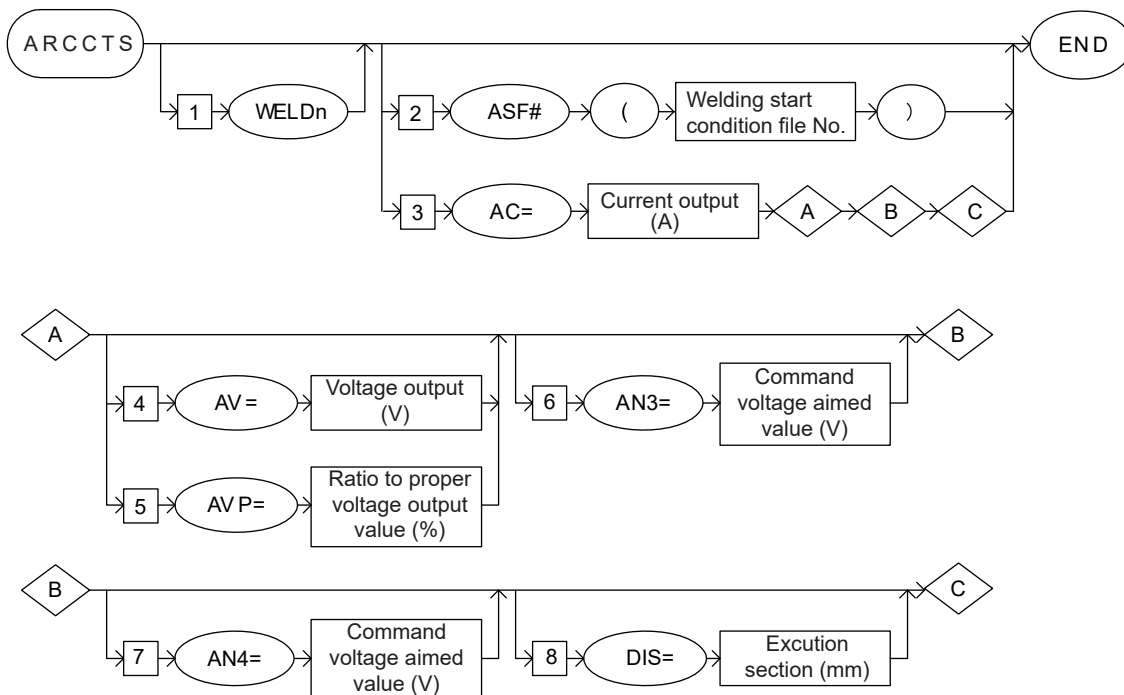 ARCCTS
END
1
WELDn
2
ASF#
(
Welding start
condition file No.
)
3
AC=
Current output
(A)
A
B
C
A
B
4
AV=
Voltage output
(V)
6
AN3=
Command
voltage aimed
value (V)
5
AVP=
Ratio to proper
voltage output
value (%)
B
C
7
AN4=
Command
voltage aimed
value (V)
8
DIS=
Excution
section (mm)